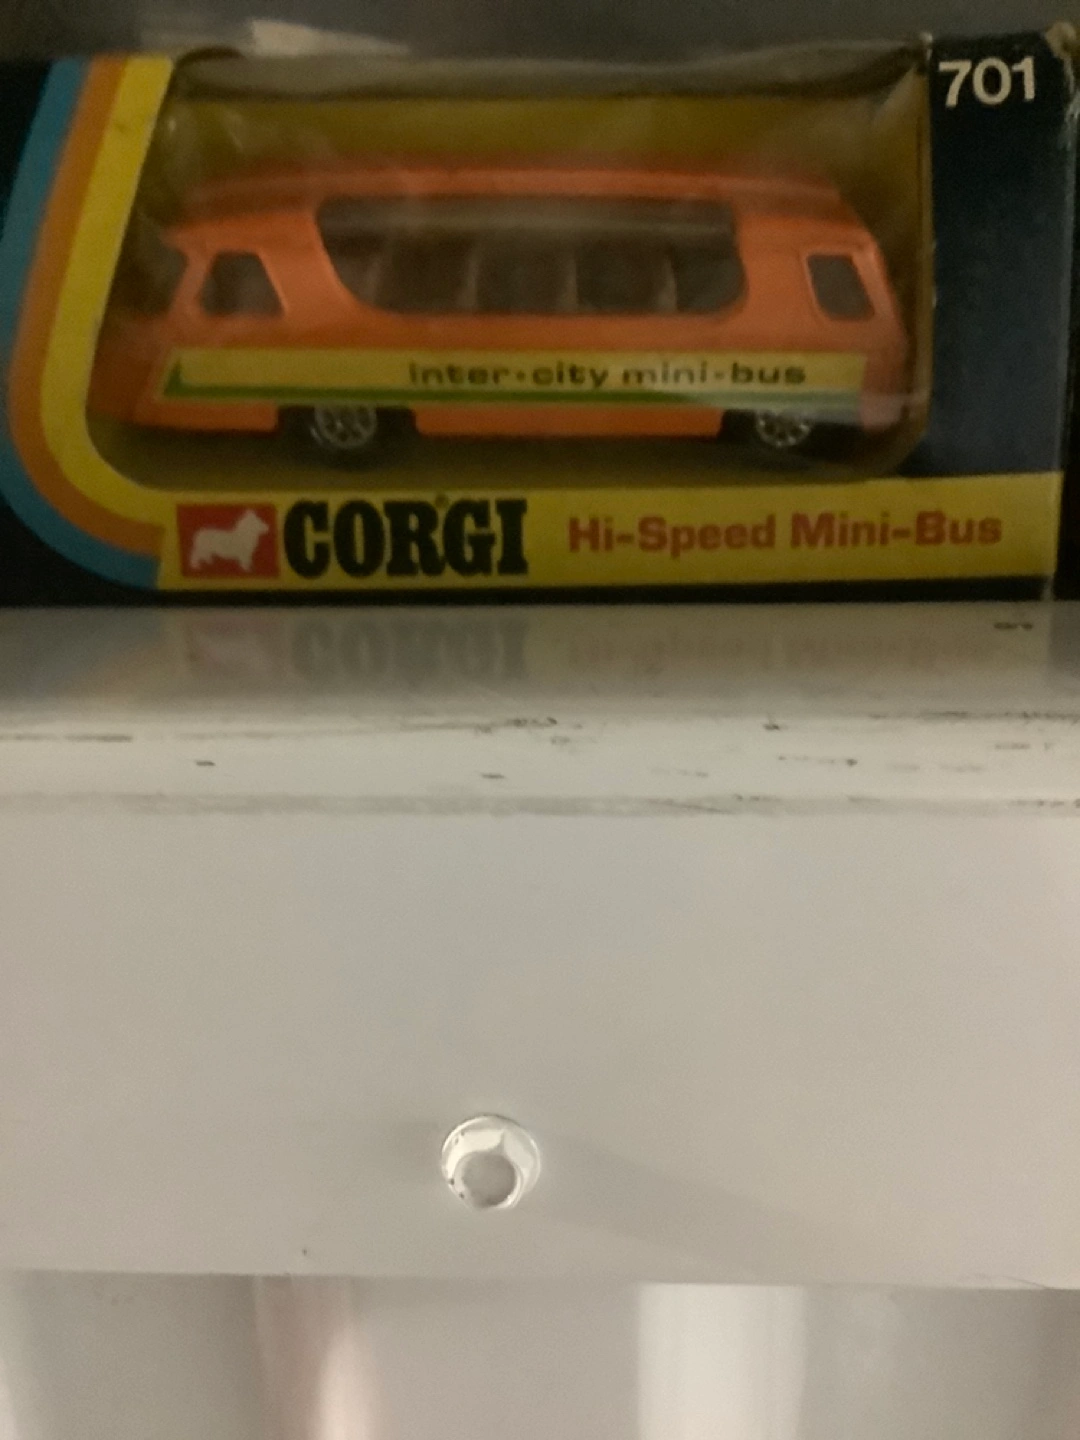 701
inter-city mini-bus
CORGI® Hi-Speed Mini-Bus